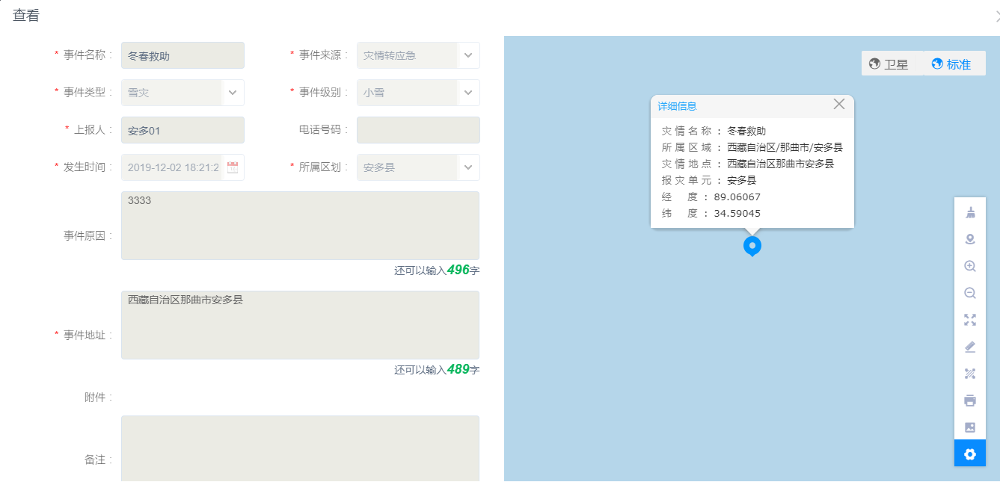 查看
* 事件名称： 冬春救助
* 事件来源： 灾情转应急
* 事件类型： 雪灾
* 事件级别： 小雪
* 上报人： 安多01
电话号码：
* 发生时间： 2019-12-02 18:21:2
* 所属区划： 安多县
事件原因： 3333
还可以输入496字
* 事件地址： 西藏自治区那曲市安多县
还可以输入489字
附件：
备注：
卫星 标准
详细信息
灾情名称： 冬春救助
所属区域： 西藏自治区/那曲市/安多县
灾情地点： 西藏自治区那曲市安多县
报灾单元： 安多县
经 度： 89.06067
纬 度： 34.59045